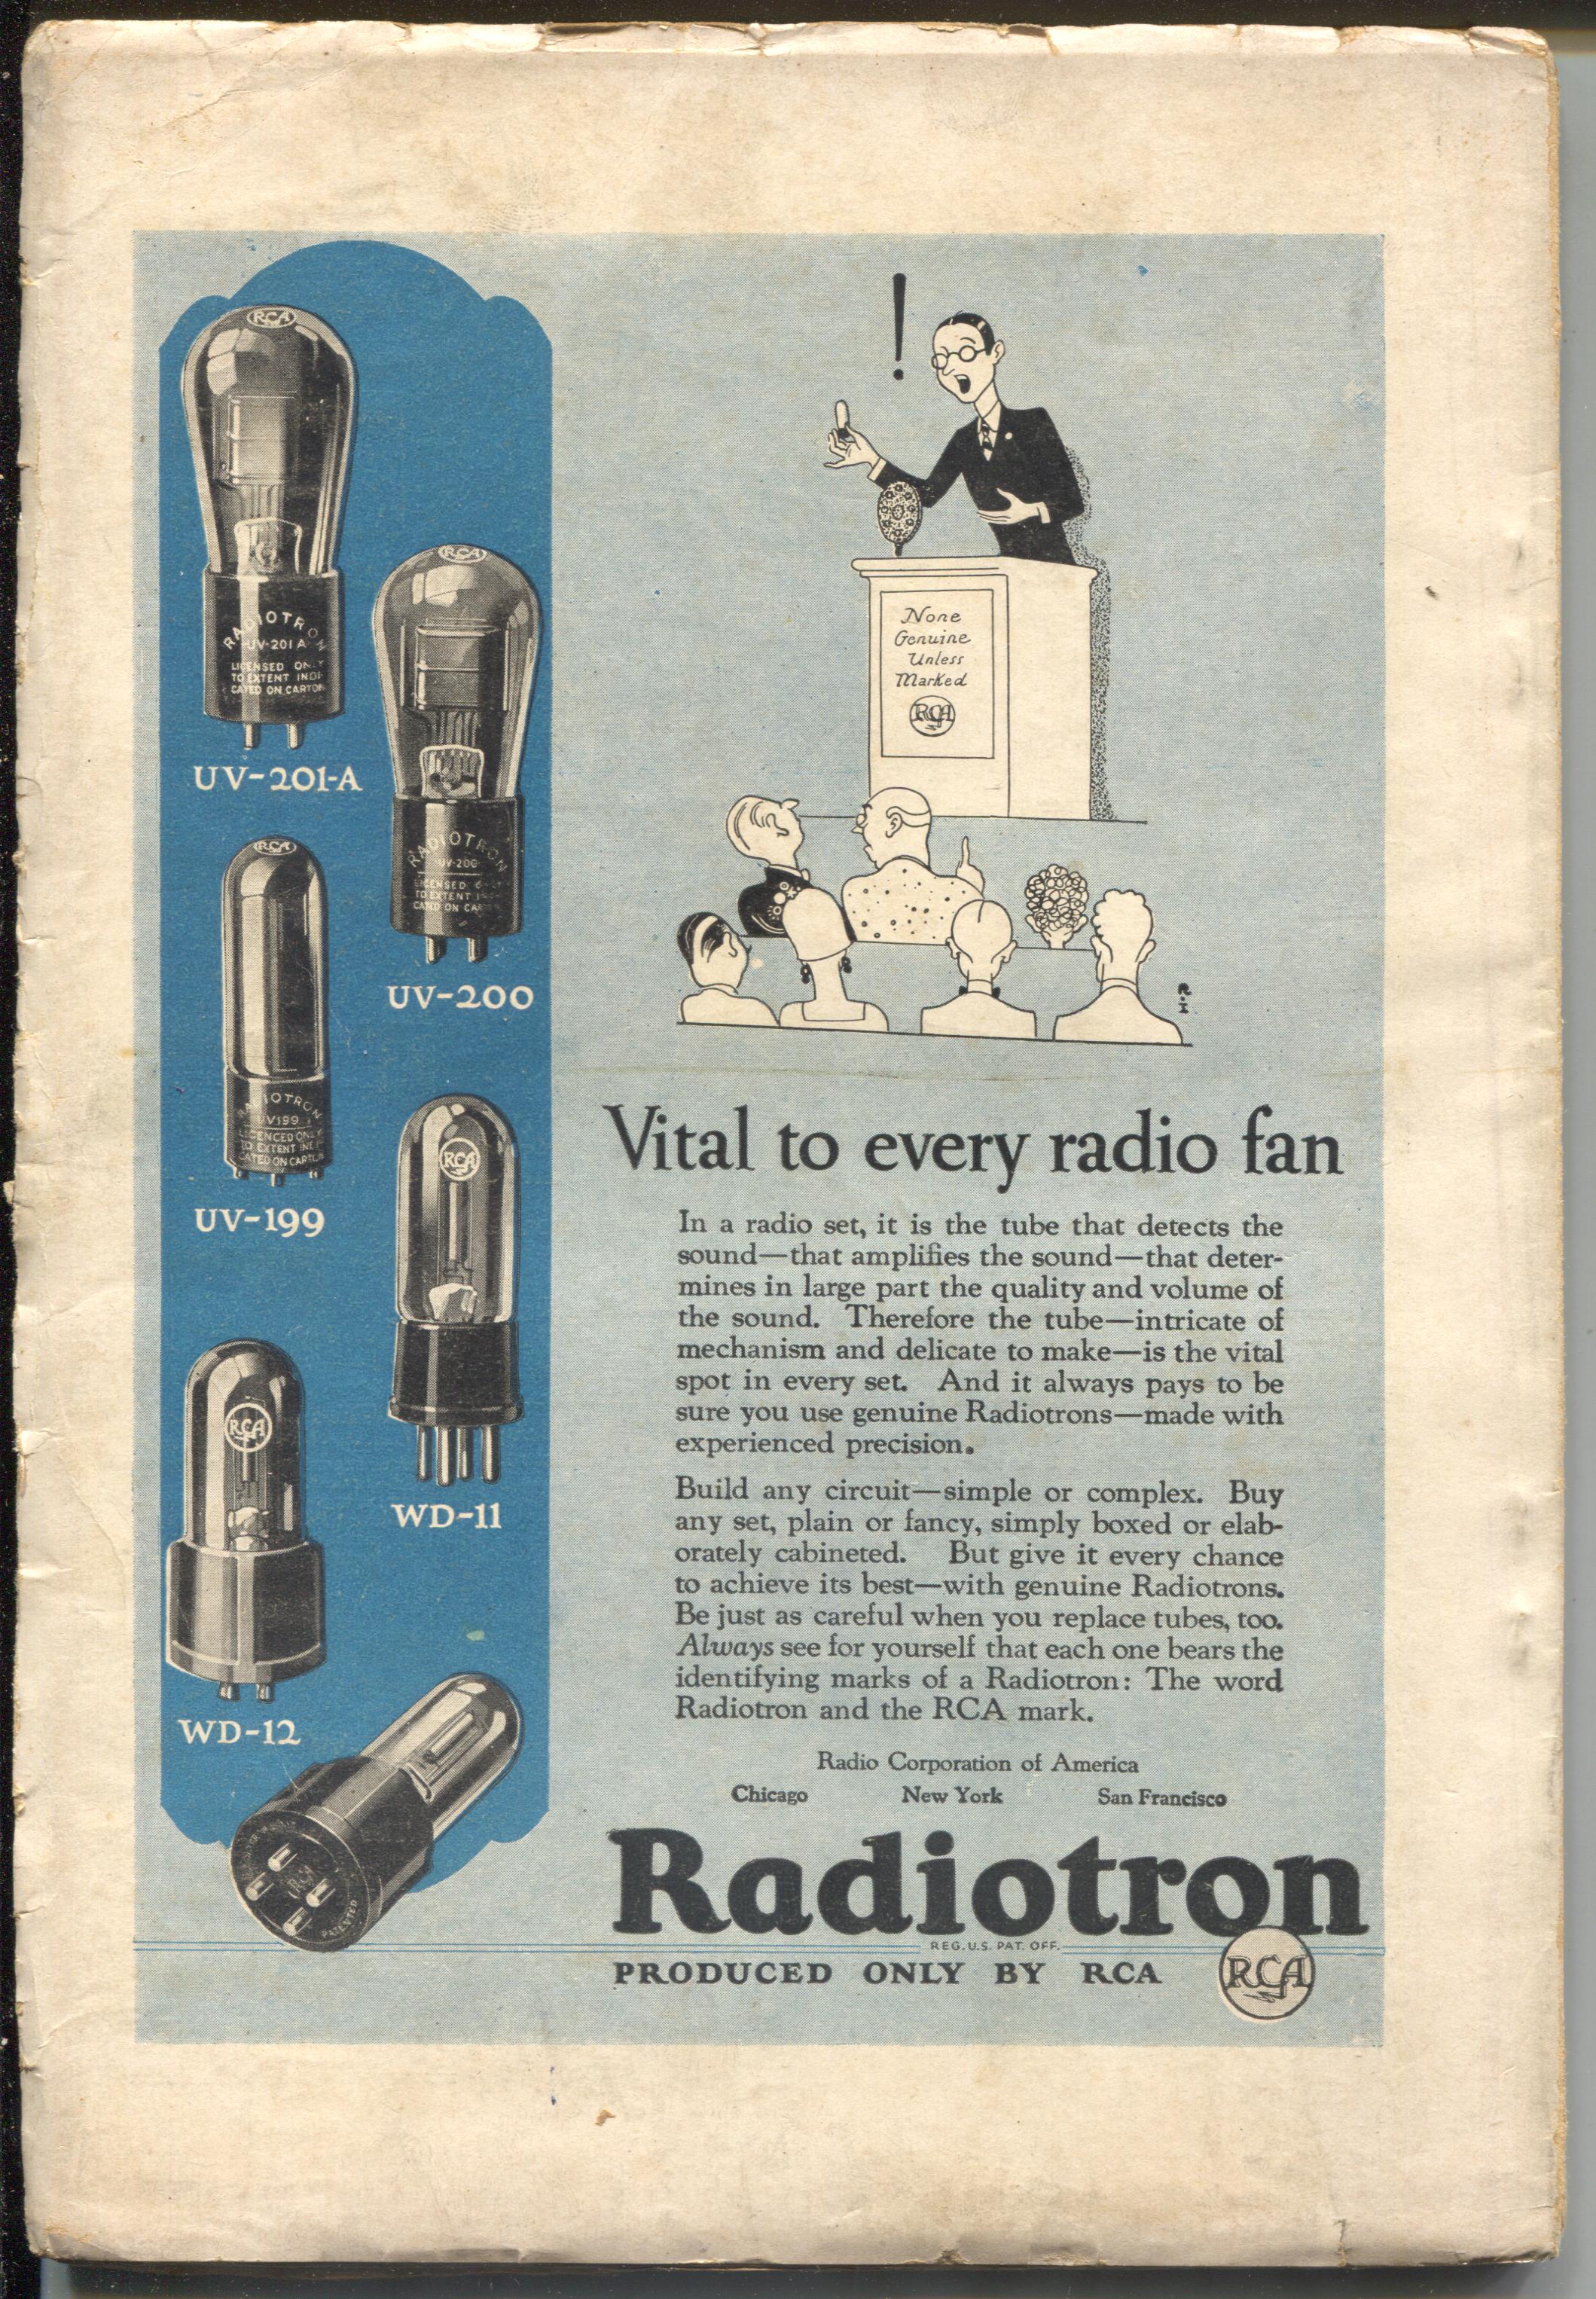 RCA
RADIOTRON
UV-201A
LICENSED ONLY
TO EXTENT INDI-
CATED ON CARTON
UV-201-A
RCA
RADIOTRON
UV-200
LICENSED
TO EXTENT
CATED ON CA
UV-200
RCA
RADIOTRON
UV199
LICENCED ONLY
TO EXTENT INDI
CATED ON CARTON
UV-199
RCA
WD-11
RCA
WD-12
RCA
PATENTED
!
None
Genuine
Unless
Marked
RCA
R.I.
Vital to every radio fan
In a radio set, it is the tube that detects the
sound—that amplifies the sound—that deter-
mines in large part the quality and volume of
the sound. Therefore the tube—intricate of
mechanism and delicate to make—is the vital
spot in every set. And it always pays to be
sure you use genuine Radiotrons—made with
experienced precision.
Build any circuit—simple or complex. Buy
any set, plain or fancy, simply boxed or elab-
orately cabineted. But give it every chance
to achieve its best—with genuine Radiotrons.
Be just as careful when you replace tubes, too.
Always see for yourself that each one bears the
identifying marks of a Radiotron: The word
Radiotron and the RCA mark.
Radio Corporation of America
Chicago New York San Francisco
Radiotron
REG. U.S. PAT. OFF.
PRODUCED ONLY BY RCA
RCA